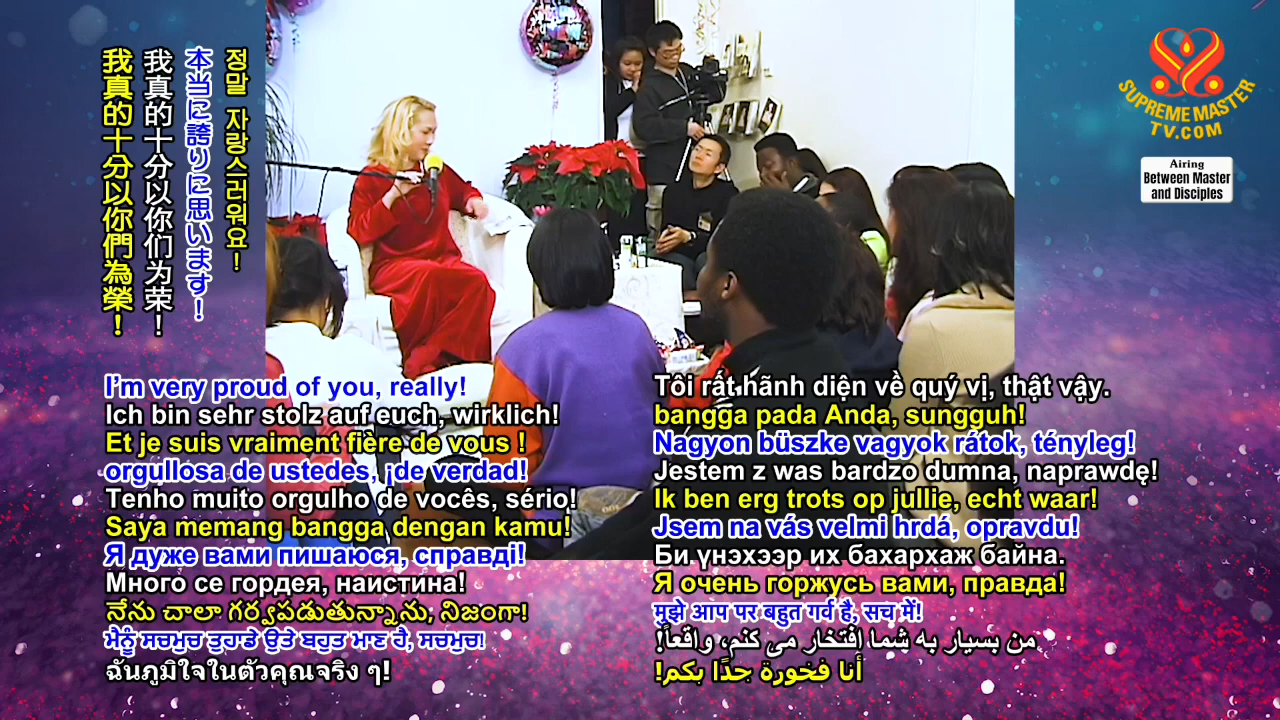 我真的十分以你們為榮！
我真的十分以你们为荣！
本当に誇りに思います！
정말 자랑스러워요！
SUPREME MASTER
TV.COM
Airing
Between Master
and Disciples
I'm very proud of you, really!
Ich bin sehr stolz auf euch, wirklich!
Et je suis vraiment fière de vous !
orgullosa de ustedes, ¡de verdad!
Tenho muito orgulho de vocês, sério!
Saya memang bangga dengan kamu!
Я дуже вами пишаюся, справді!
Много се гордея, наистина!
నేను చాలా గర్వపడుతున్నాను, నిజంగా!
ਮੈਨੂੰ ਸਚਮੁਚ ਤੁਹਾਡੇ ਉਤੇ ਬਹੁਤ ਮਾਣ ਹੈ, ਸਚਮੁਚ!
ฉันภูมิใจในตัวคุณจริง ๆ!
Tôi rất hãnh diện về quý vị, thật vậy.
bangga pada Anda, sungguh!
Nagyon büszke vagyok rátok, tényleg!
Jestem z was bardzo dumna, naprawdę!
Ik ben erg trots op jullie, echt waar!
Jsem na vás velmi hrdá, opravdu!
Би үнэхээр их бахархаж байна.
Я очень горжусь вами, правда!
मुझे आप पर बहुत गर्व है, सच में!
من بسیار به شما افتخار می کنم، واقعاً!
أنا فخورة جدًا بكم!